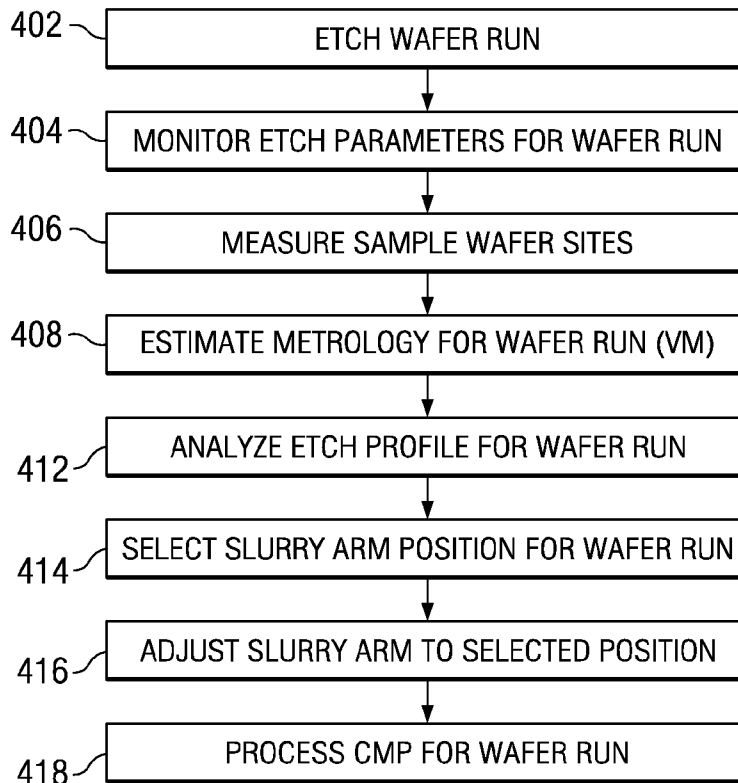 402 ETCH WAFER RUN
404 MONITOR ETCH PARAMETERS FOR WAFER RUN
406 MEASURE SAMPLE WAFER SITES
408 ESTIMATE METROLOGY FOR WAFER RUN (VM)
412 ANALYZE ETCH PROFILE FOR WAFER RUN
414 SELECT SLURRY ARM POSITION FOR WAFER RUN
416 ADJUST SLURRY ARM TO SELECTED POSITION
418 PROCESS CMP FOR WAFER RUN